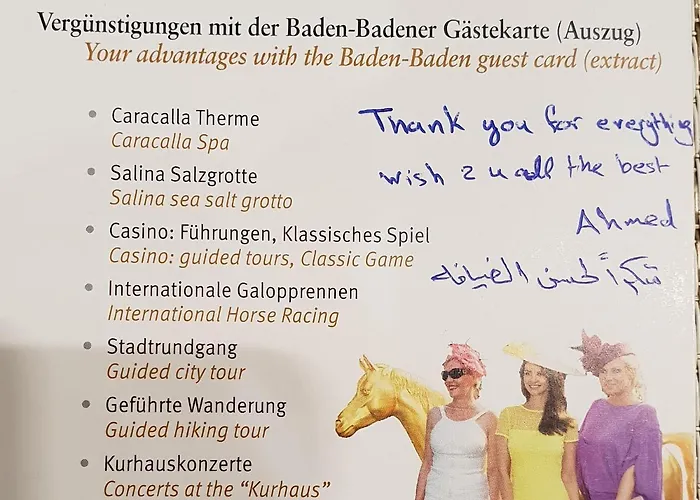 Vergünstigungen mit der Baden-Badener Gästekarte (Auszug)
Your advantages with the Baden-Baden guest card (extract)
• Caracalla Therme
Caracalla Spa
• Salina Salzgrotte
Salina sea salt grotto
• Casino: Führungen, Klassisches Spiel
Casino: guided tours, Classic Game
• Internationale Galopprennen
International Horse Racing
• Stadtrundgang
Guided city tour
• Geführte Wanderung
Guided hiking tour
• Kurhauskonzerte
Concerts at the “Kurhaus”
Thank you for everything
wish 2 u all the best
Ahmed
شكراً لحسن الضيافه